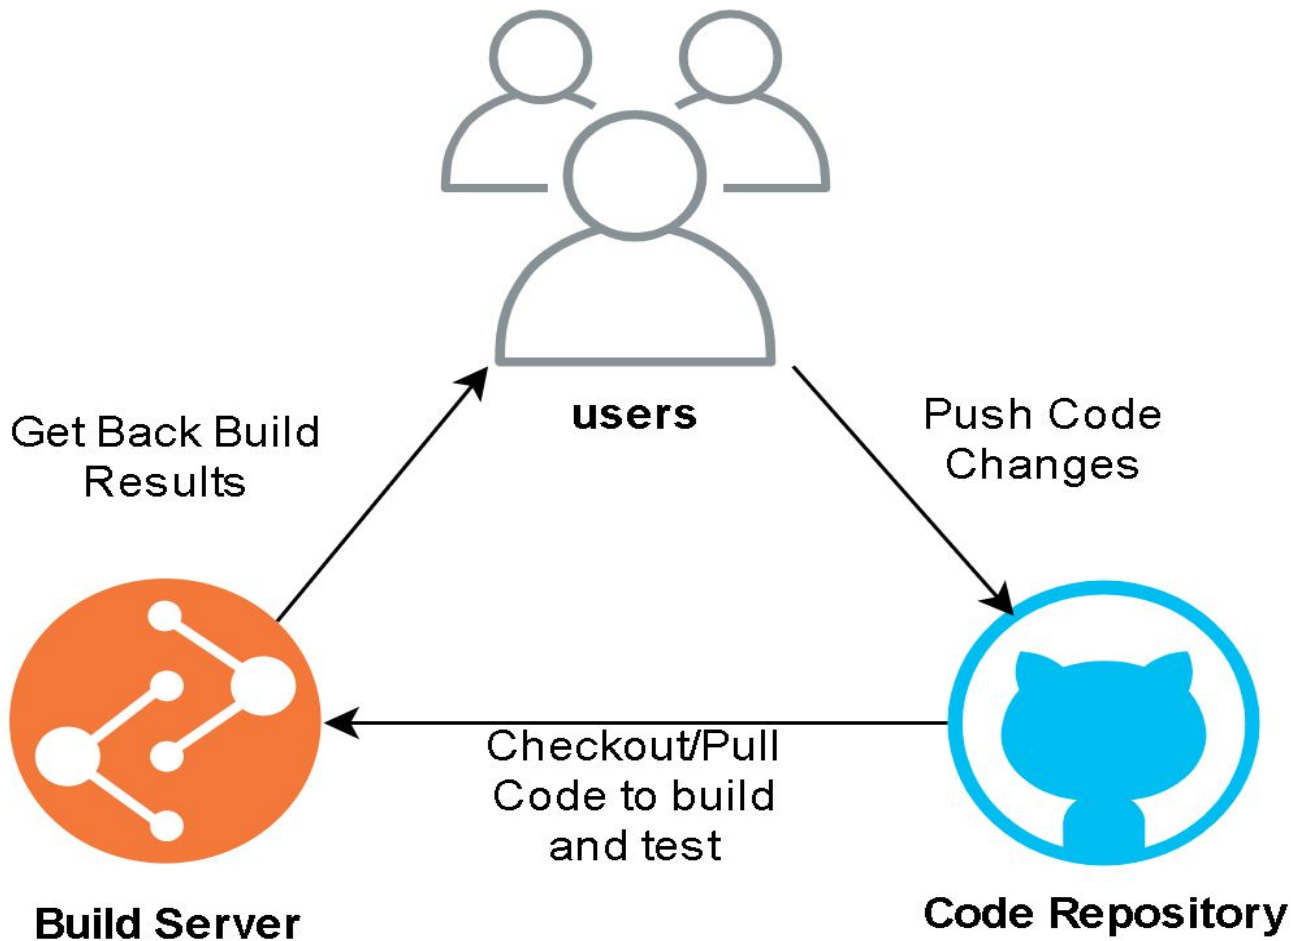 users
Get Back Build
Results
Push Code
Changes
Checkout/Pull
Code to build
and test
Build Server
Code Repository